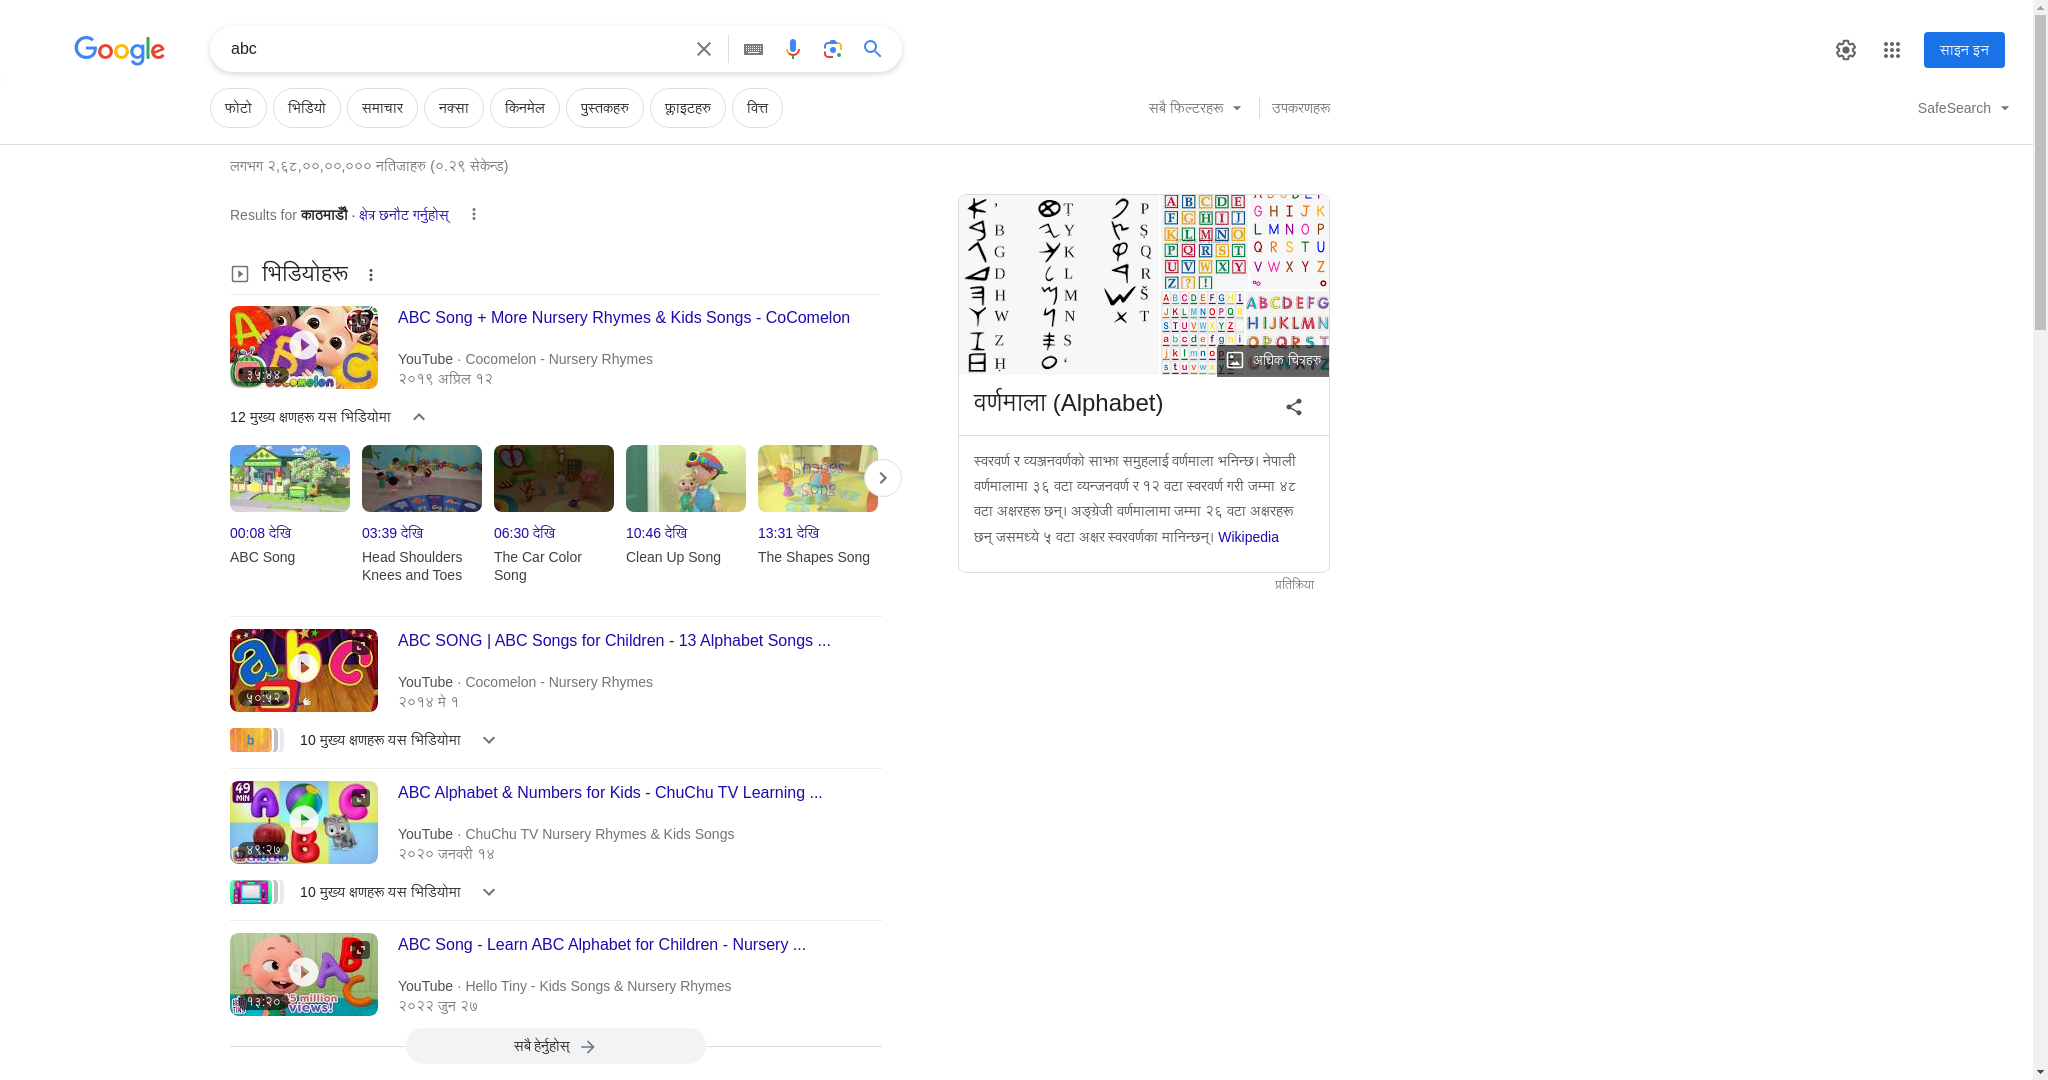 Google
abc
साइन इन
फोटो
भिडियो
समाचार
नक्सा
किनमेल
पुस्तकहरु
फ्लाइटहरु
वित्त
सबै फिल्टरहरू
उपकरणहरू
SafeSearch
लगभग २,६८,००,००,००० नतिजाहरु (०.२९ सेकेन्ड)
Results for काठमाडौँ · क्षेत्र छनौट गर्नुहोस्
भिडियोहरू
ABC Song + More Nursery Rhymes & Kids Songs - CoComelon
YouTube · Cocomelon - Nursery Rhymes
२०१९ अप्रिल १२
३५:४४
12 मुख्य क्षणहरू यस भिडियोमा
00:08 देखि
ABC Song
03:39 देखि
Head Shoulders
Knees and Toes
06:30 देखि
The Car Color
Song
10:46 देखि
Clean Up Song
Shapes
Song
13:31 देखि
The Shapes Song
abc
ABC SONG | ABC Songs for Children - 13 Alphabet Songs ...
YouTube · Cocomelon - Nursery Rhymes
२०१४ मे १
५०:५२
b
10 मुख्य क्षणहरू यस भिडियोमा
49
MIN
ABC Alphabet & Numbers for Kids - ChuChu TV Learning ...
YouTube · ChuChu TV Nursery Rhymes & Kids Songs
२०२० जनवरी १४
४९:२७
10 मुख्य क्षणहरू यस भिडियोमा
ABC
ABC Song - Learn ABC Alphabet for Children - Nursery ...
YouTube · Hello Tiny - Kids Songs & Nursery Rhymes
२०२२ जुन २७
१३:२०
सबै हेर्नुहोस्
अधिक चित्रहरु
वर्णमाला (Alphabet)
स्वरवर्ण र व्यञ्जनवर्णको साझा समुहलाई वर्णमाला भनिन्छ। नेपाली
वर्णमालामा ३६ वटा व्यन्जनवर्ण र १२ वटा स्वरवर्ण गरी जम्मा ४८
वटा अक्षरहरू छन्। अङ्ग्रेजी वर्णमालामा जम्मा २६ वटा अक्षरहरू
छन् जसमध्ये ५ वटा अक्षर स्वरवर्णका मानिन्छन्। Wikipedia
प्रतिक्रिया